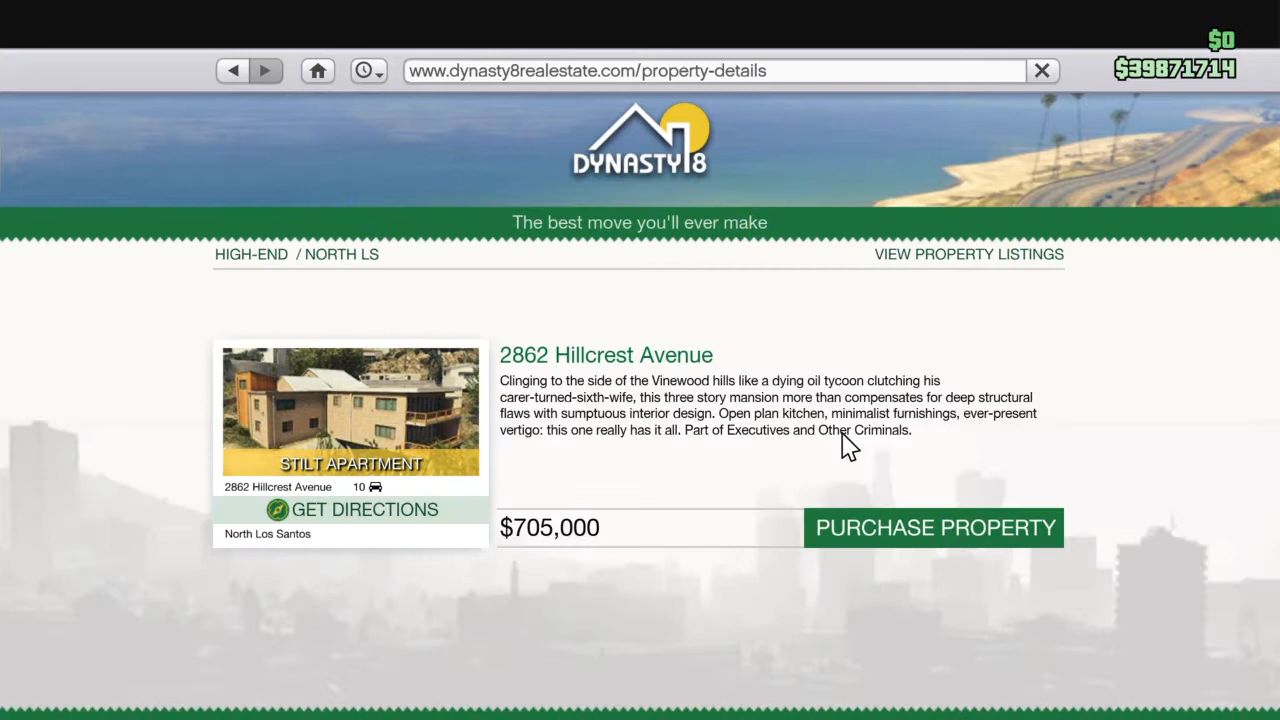 $0
$39871714
www.dynasty8realestate.com/property-details
DYNASTY 8
The best move you'll ever make
HIGH-END / NORTH LS
VIEW PROPERTY LISTINGS
2862 Hillcrest Avenue
Clinging to the side of the Vinewood hills like a dying oil tycoon clutching his
carer-turned-sixth-wife, this three story mansion more than compensates for deep structural
flaws with sumptuous interior design. Open plan kitchen, minimalist furnishings, ever-present
vertigo: this one really has it all. Part of Executives and Other Criminals.
STILT APARTMENT
2862 Hillcrest Avenue 10
GET DIRECTIONS
North Los Santos
$705,000
PURCHASE PROPERTY